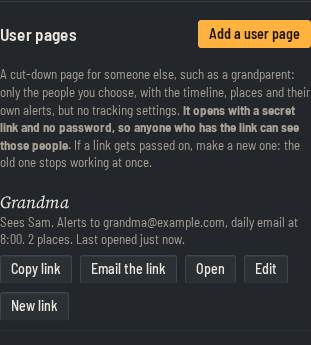 User pages
Add a user page
A cut-down page for someone else, such as a grandparent:
only the people you choose, with the timeline, places and their
own alerts, but no tracking settings. It opens with a secret
link and no password, so anyone who has the link can see
those people. If a link gets passed on, make a new one: the
old one stops working at once.
Grandma
Sees Sam. Alerts to grandma@example.com, daily email at
8:00. 2 places. Last opened just now.
Copy link
Email the link
Open
Edit
New link